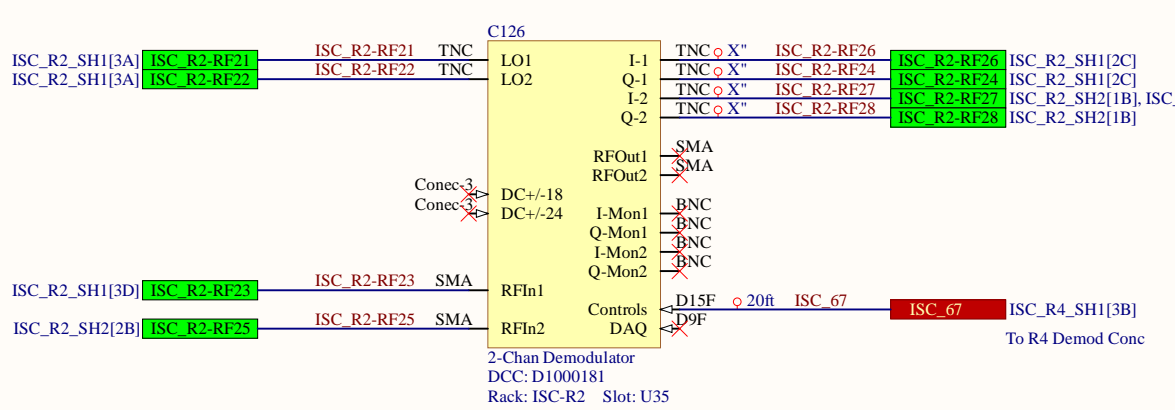 C126
ISC_R2_SH1[3A] ISC_R2-RF21 ISC_R2-RF21 TNC LO1 I-1 TNC X" ISC_R2-RF26 ISC_R2-RF26 ISC_R2_SH1[2C]
ISC_R2_SH1[3A] ISC_R2-RF22 ISC_R2-RF22 TNC LO2 Q-1 TNC X" ISC_R2-RF24 ISC_R2-RF24 ISC_R2_SH1[2C]
I-2 TNC X" ISC_R2-RF27 ISC_R2-RF27 ISC_R2_SH2[1B], ISC_
Q-2 TNC X" ISC_R2-RF28 ISC_R2-RF28 ISC_R2_SH2[1B]
RFOut1 SMA
RFOut2 SMA
Conec-3 DC+/-18
Conec-3 DC+/-24 I-Mon1 BNC
Q-Mon1 BNC
I-Mon2 BNC
Q-Mon2 BNC
ISC_R2_SH1[3D] ISC_R2-RF23 ISC_R2-RF23 SMA RFIn1
Controls D15F 20ft ISC_67 ISC_67 ISC_R4_SH1[3B]
ISC_R2_SH2[2B] ISC_R2-RF25 ISC_R2-RF25 SMA RFIn2 DAQ D9F
To R4 Demod Conc
2-Chan Demodulator
DCC: D1000181
Rack: ISC-R2 Slot: U35